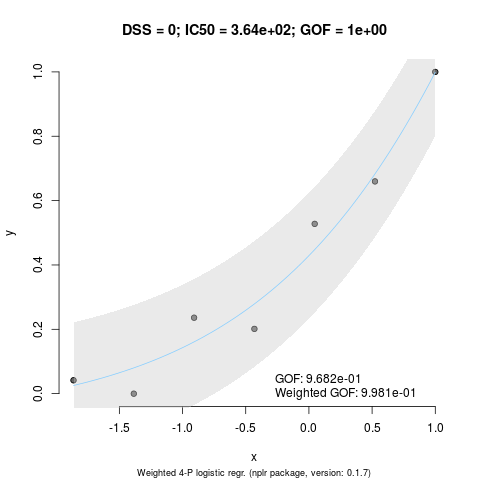 DSS = 0; IC50 = 3.64e+02; GOF = 1e+00
1.0
0.8
0.6
0.4
0.2
0.0
y
GOF: 9.682e-01
Weighted GOF: 9.981e-01
-1.5 -1.0 -0.5 0.0 0.5 1.0
x
Weighted 4-P logistic regr. (nplr package, version: 0.1.7)